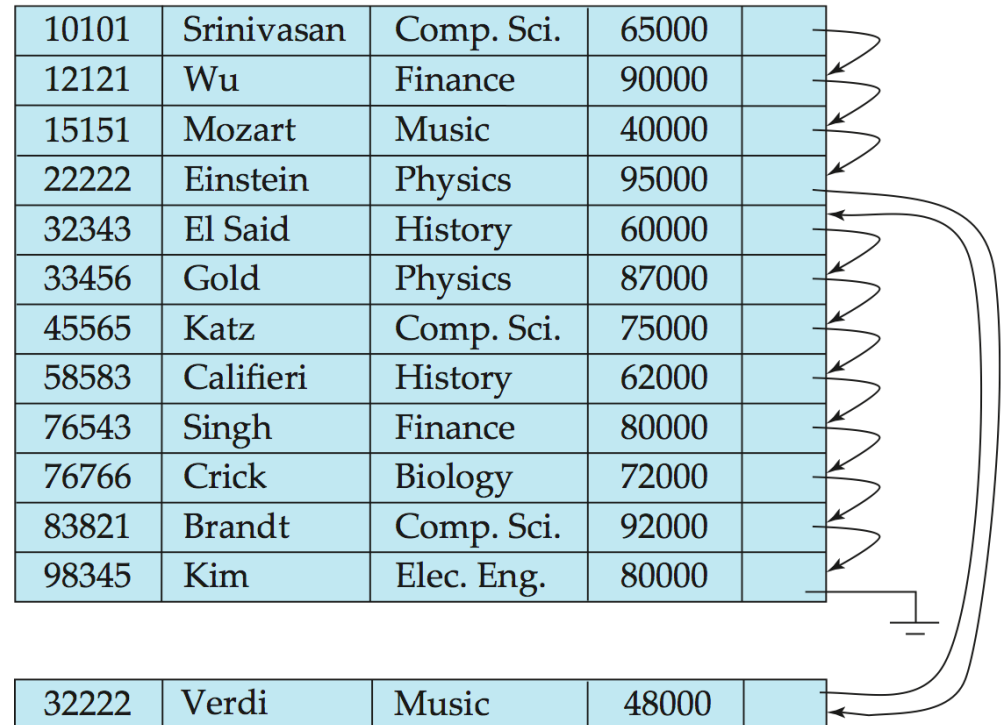 10101 Srinivasan Comp. Sci. 65000
12121 Wu Finance 90000
15151 Mozart Music 40000
22222 Einstein Physics 95000
32343 El Said History 60000
33456 Gold Physics 87000
45565 Katz Comp. Sci. 75000
58583 Califieri History 62000
76543 Singh Finance 80000
76766 Crick Biology 72000
83821 Brandt Comp. Sci. 92000
98345 Kim Elec. Eng. 80000
32222 Verdi Music 48000